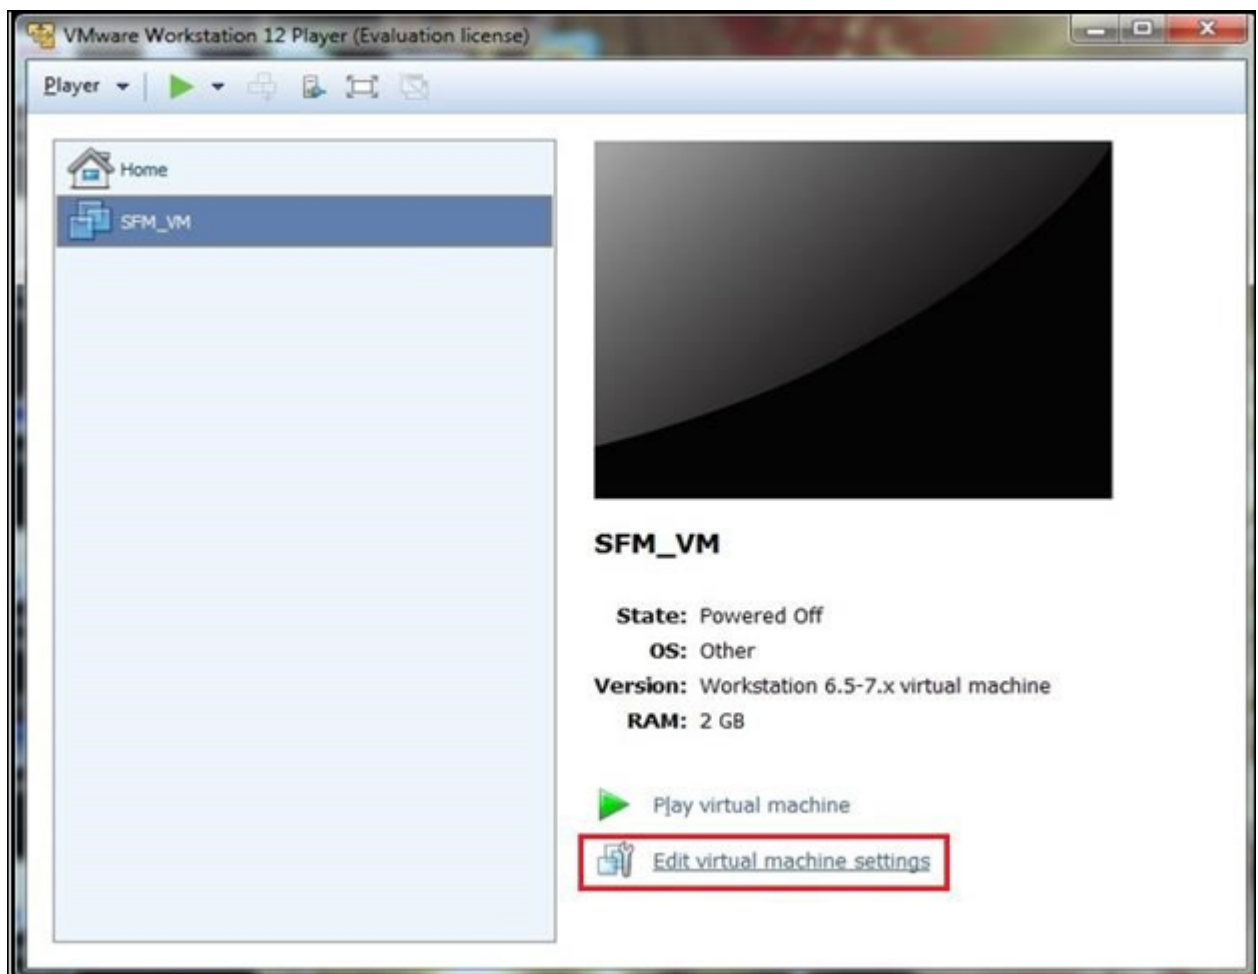 VMware Workstation 12 Player (Evaluation license)
Player
Home
SFM_VM
SFM_VM
State: Powered Off
OS: Other
Version: Workstation 6.5-7.x virtual machine
RAM: 2 GB
Play virtual machine
Edit virtual machine settings